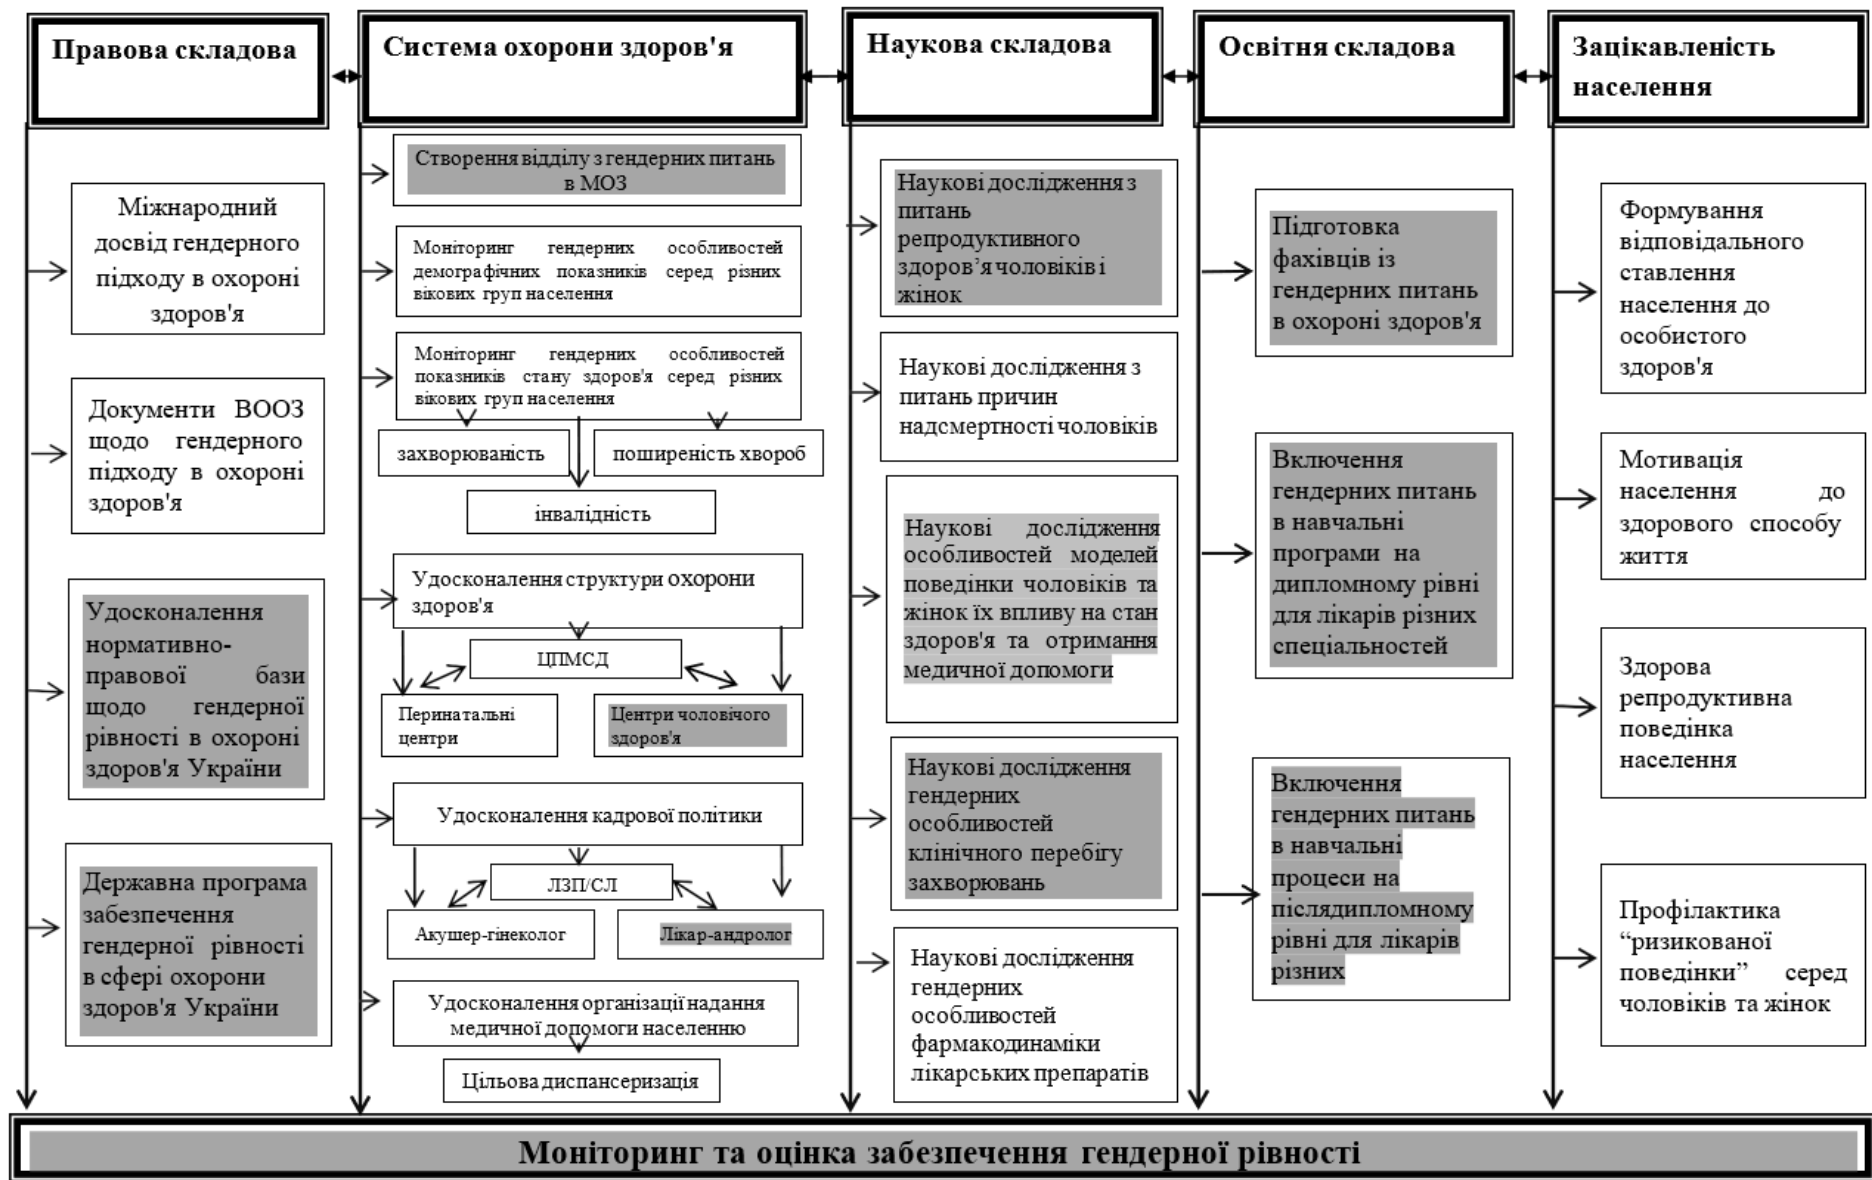 Правова складова
Система охорони здоров'я
Наукова складова
Освітня складова
Зацікавленість
населення
Міжнародний
досвід гендерного
підходу в охороні
здоров'я
Документи ВООЗ
щодо гендерного
підходу в охороні
здоров'я
Удосконалення
нормативно-
правової бази
щодо гендерної
рівності в охороні
здоров'я України
Державна програма
забезпечення
гендерної рівності
в сфері охорони
здоров'я України
Створення відділу з гендерних питань
в МОЗ
Моніторинг гендерних особливостей
демографічних показників серед різних
вікових груп населення
Моніторинг гендерних особливостей
показників стану здоров'я серед різних
вікових груп населення
захворюваність
поширеність хвороб
інвалідність
Удосконалення структури охорони
здоров'я
ЦПМСД
Перинатальні
центри
Центри чоловічого
здоров'я
Удосконалення кадрової політики
ЛЗП/СЛ
Акушер-гінеколог
Лікар-андролог
Удосконалення організації надання
медичної допомоги населенню
Цільова диспансеризація
Наукові дослідження з
питань
репродуктивного
здоров’я чоловіків і
жінок
Наукові дослідження з
питань причин
надсмертності чоловіків
Наукові дослідження
особливостей моделей
поведінки чоловіків та
жінок їх впливу на стан
здоров'я та отримання
медичної допомоги
Наукові дослідження
гендерних
особливостей
клінічного перебігу
захворювань
Наукові дослідження
гендерних
особливостей
фармакодинаміки
лікарських препаратів
Підготовка
фахівців із
гендерних питань
в охороні здоров'я
Включення
гендерних питань
в навчальні
програми на
дипломному рівні
для лікарів різних
спеціальностей
Включення
гендерних питань
в навчальні
процеси на
післядипломному
рівні для лікарів
різних
Формування
відповідального
ставлення
населення до
особистого
здоров'я
Мотивація
населення до
здорового способу
життя
Здорова
репродуктивна
поведінка
населення
Профілактика
“ризикованої
поведінки” серед
чоловіків та жінок
Моніторинг та оцінка забезпечення гендерної рівності